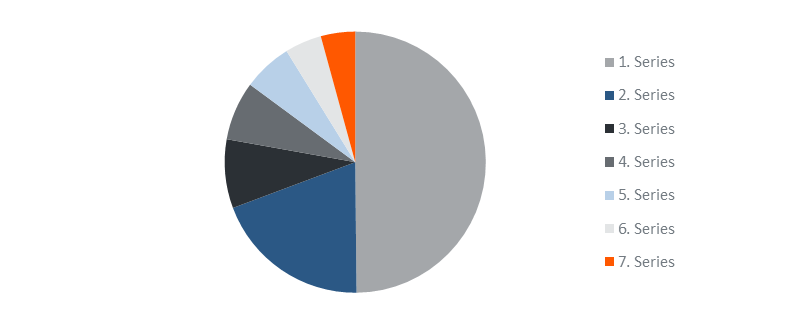 1. Series
2. Series
3. Series
4. Series
5. Series
6. Series
7. Series